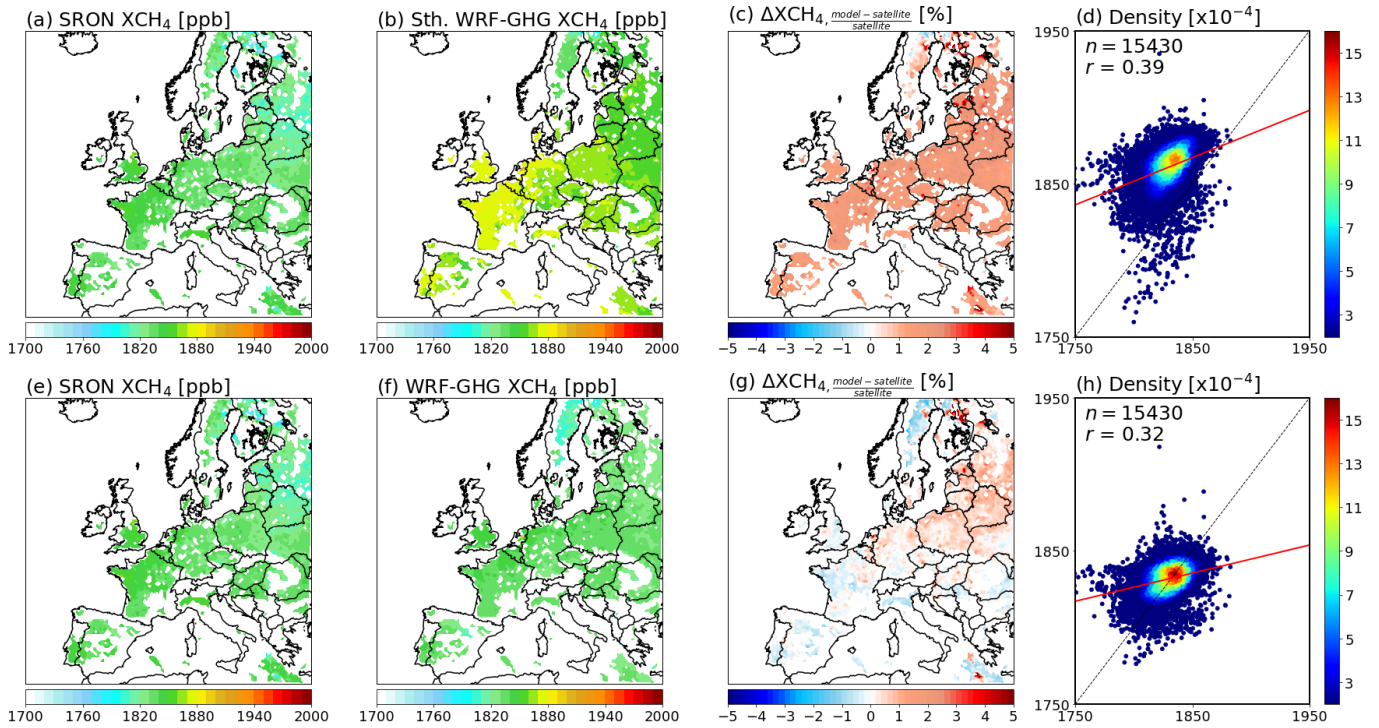 (a) SRON XCH₄ [ppb]
(b) Sth. WRF-GHG XCH₄ [ppb]
(c) ΔXCH₄, model−satellite/satellite [%]
(d) Density [x10⁻⁴]
1950
1850
1750
n = 15430
r = 0.39
15
13
11
9
7
5
3
1700 1760 1820 1880 1940 2000
1700 1760 1820 1880 1940 2000
−5 −4 −3 −2 −1 0 1 2 3 4 5
1750 1850 1950
(e) SRON XCH₄ [ppb]
(f) WRF-GHG XCH₄ [ppb]
(g) ΔXCH₄, model−satellite/satellite [%]
(h) Density [x10⁻⁴]
1950
1850
1750
n = 15430
r = 0.32
15
13
11
9
7
5
3
1700 1760 1820 1880 1940 2000
1700 1760 1820 1880 1940 2000
−5 −4 −3 −2 −1 0 1 2 3 4 5
1750 1850 1950